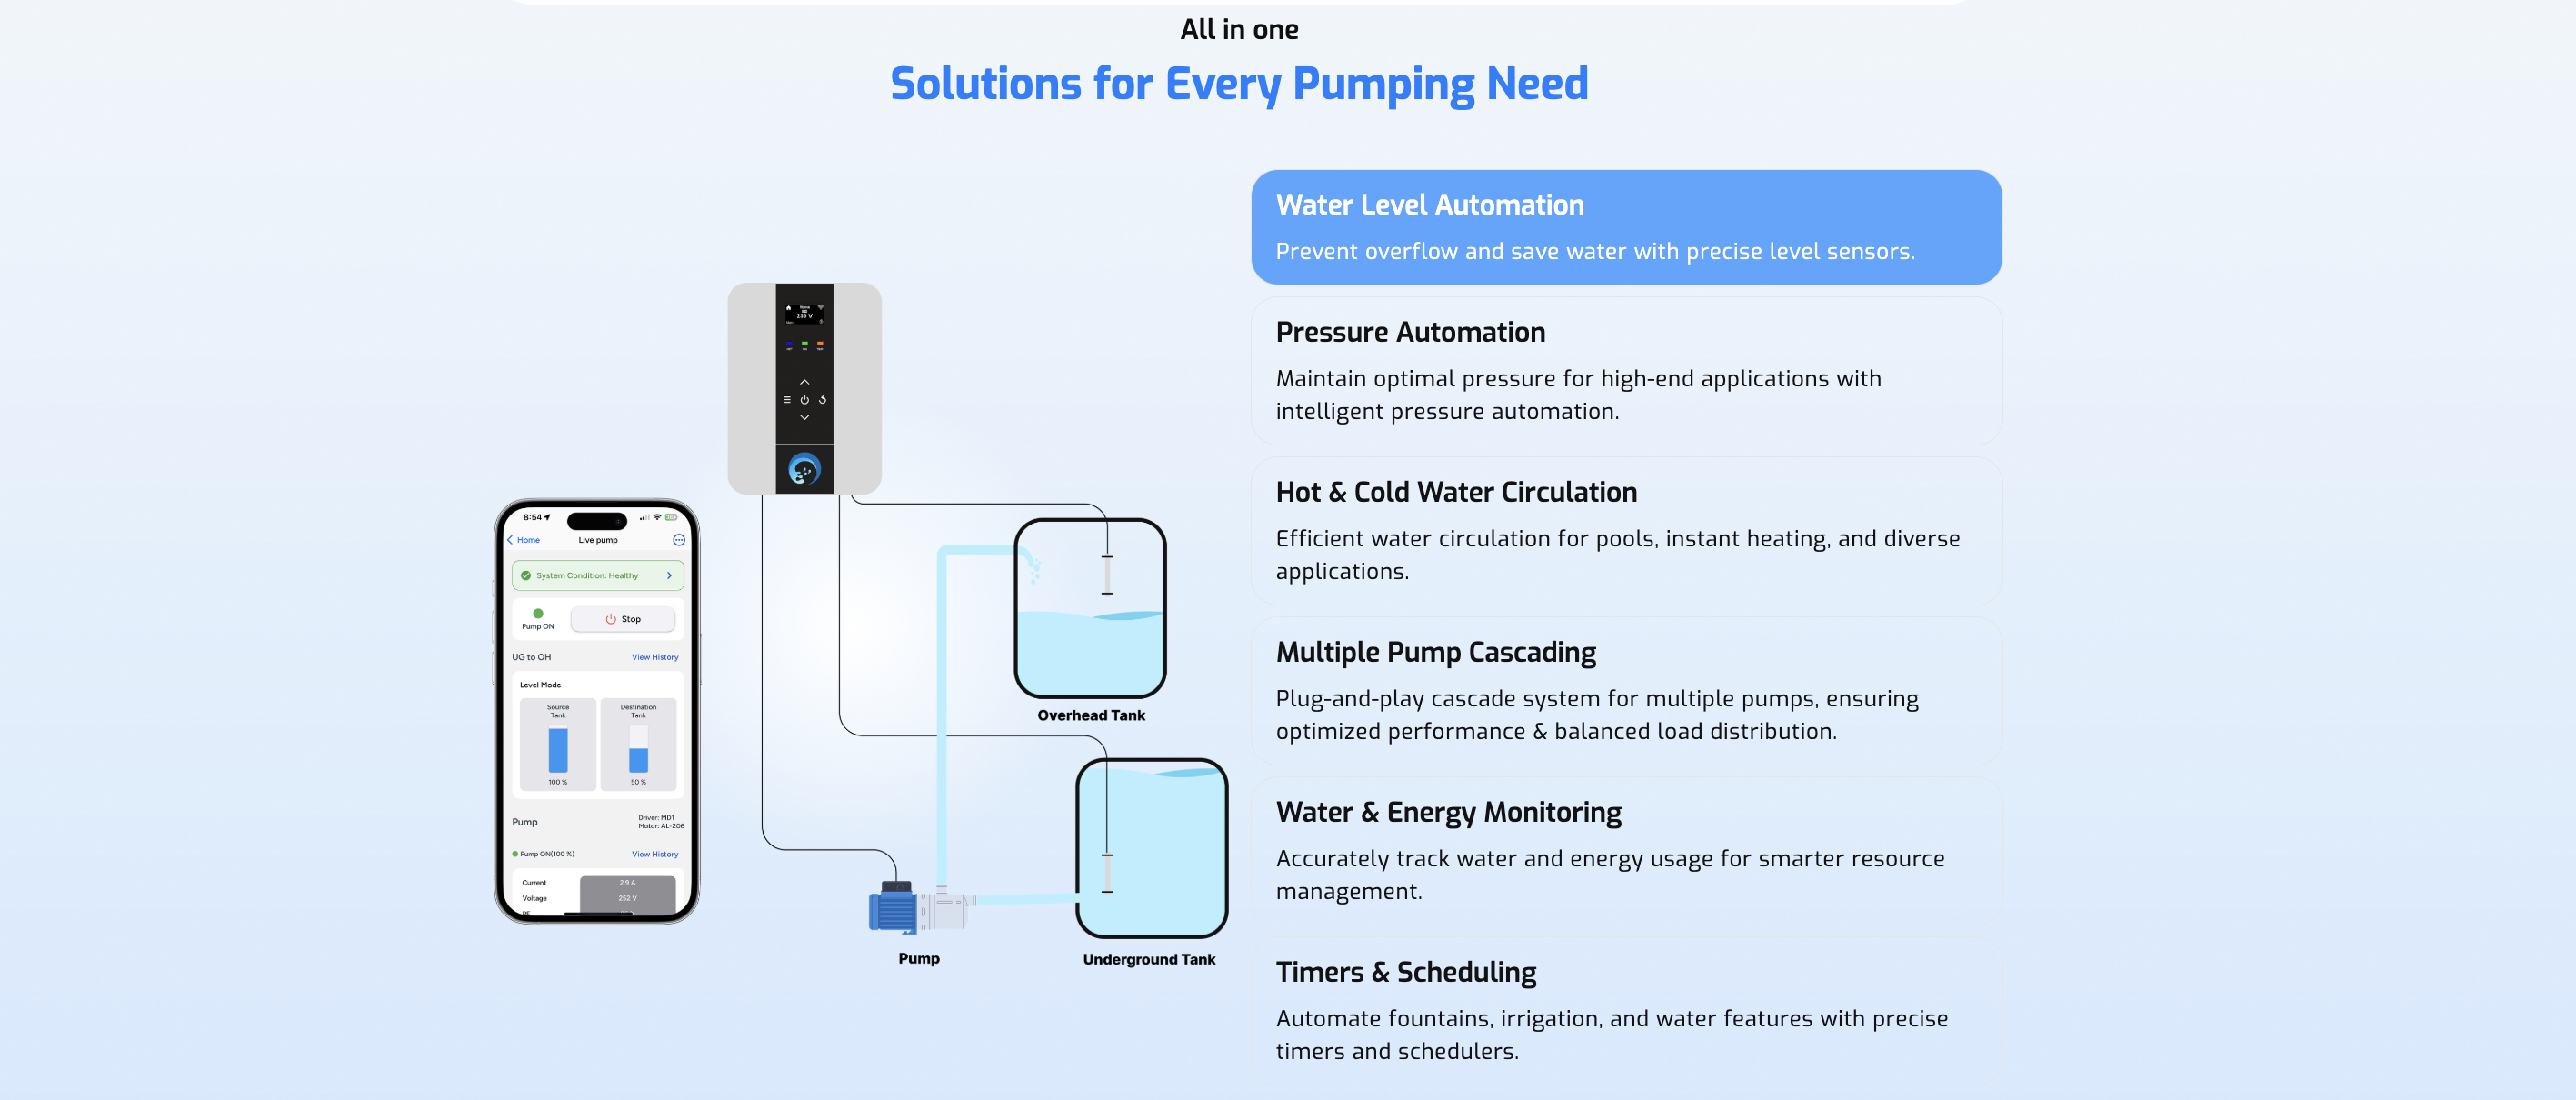 All in one
Solutions for Every Pumping Need
Water Level Automation
Prevent overflow and save water with precise level sensors.
Pressure Automation
Maintain optimal pressure for high-end applications with
intelligent pressure automation.
Hot & Cold Water Circulation
Efficient water circulation for pools, instant heating, and diverse
applications.
Multiple Pump Cascading
Plug-and-play cascade system for multiple pumps, ensuring
optimized performance & balanced load distribution.
Water & Energy Monitoring
Accurately track water and energy usage for smarter resource
management.
Timers & Scheduling
Automate fountains, irrigation, and water features with precise
timers and schedulers.
8:54
Home
Live pump
System Condition: Healthy
Pump ON
Stop
UG to OH
View History
Level Mode
Source
Tank
100 %
Destination
Tank
50 %
Pump
Driver: MD1
Motor: AL-206
Pump ON(100 %)
View History
Current
2.9 A
Voltage
252 V
PF
Overhead Tank
Underground Tank
Pump